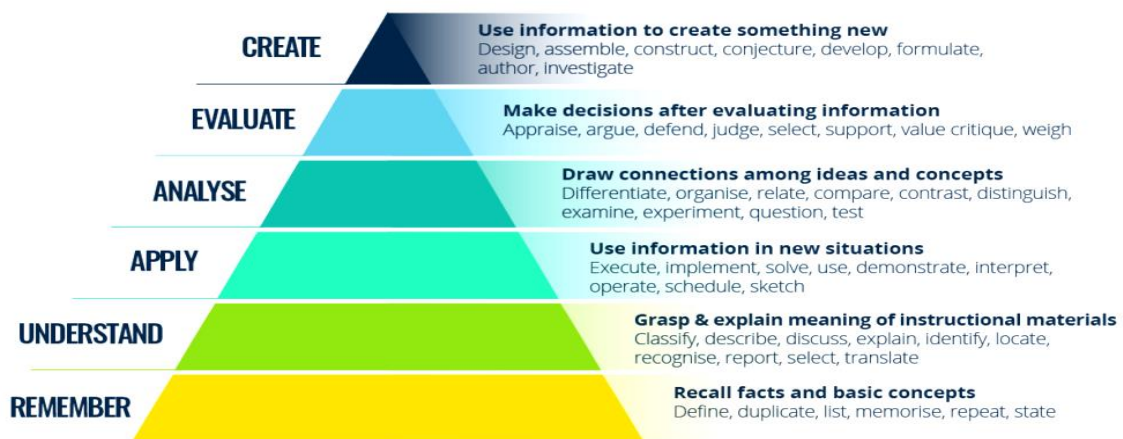 CREATE
Use information to create something new
Design, assemble, construct, conjecture, develop, formulate,
author, investigate
EVALUATE
Make decisions after evaluating information
Appraise, argue, defend, judge, select, support, value critique, weigh
ANALYSE
Draw connections among ideas and concepts
Differentiate, organise, relate, compare, contrast, distinguish,
examine, experiment, question, test
APPLY
Use information in new situations
Execute, implement, solve, use, demonstrate, interpret,
operate, schedule, sketch
UNDERSTAND
Grasp & explain meaning of instructional materials
Classify, describe, discuss, explain, identify, locate,
recognise, report, select, translate
REMEMBER
Recall facts and basic concepts
Define, duplicate, list, memorise, repeat, state